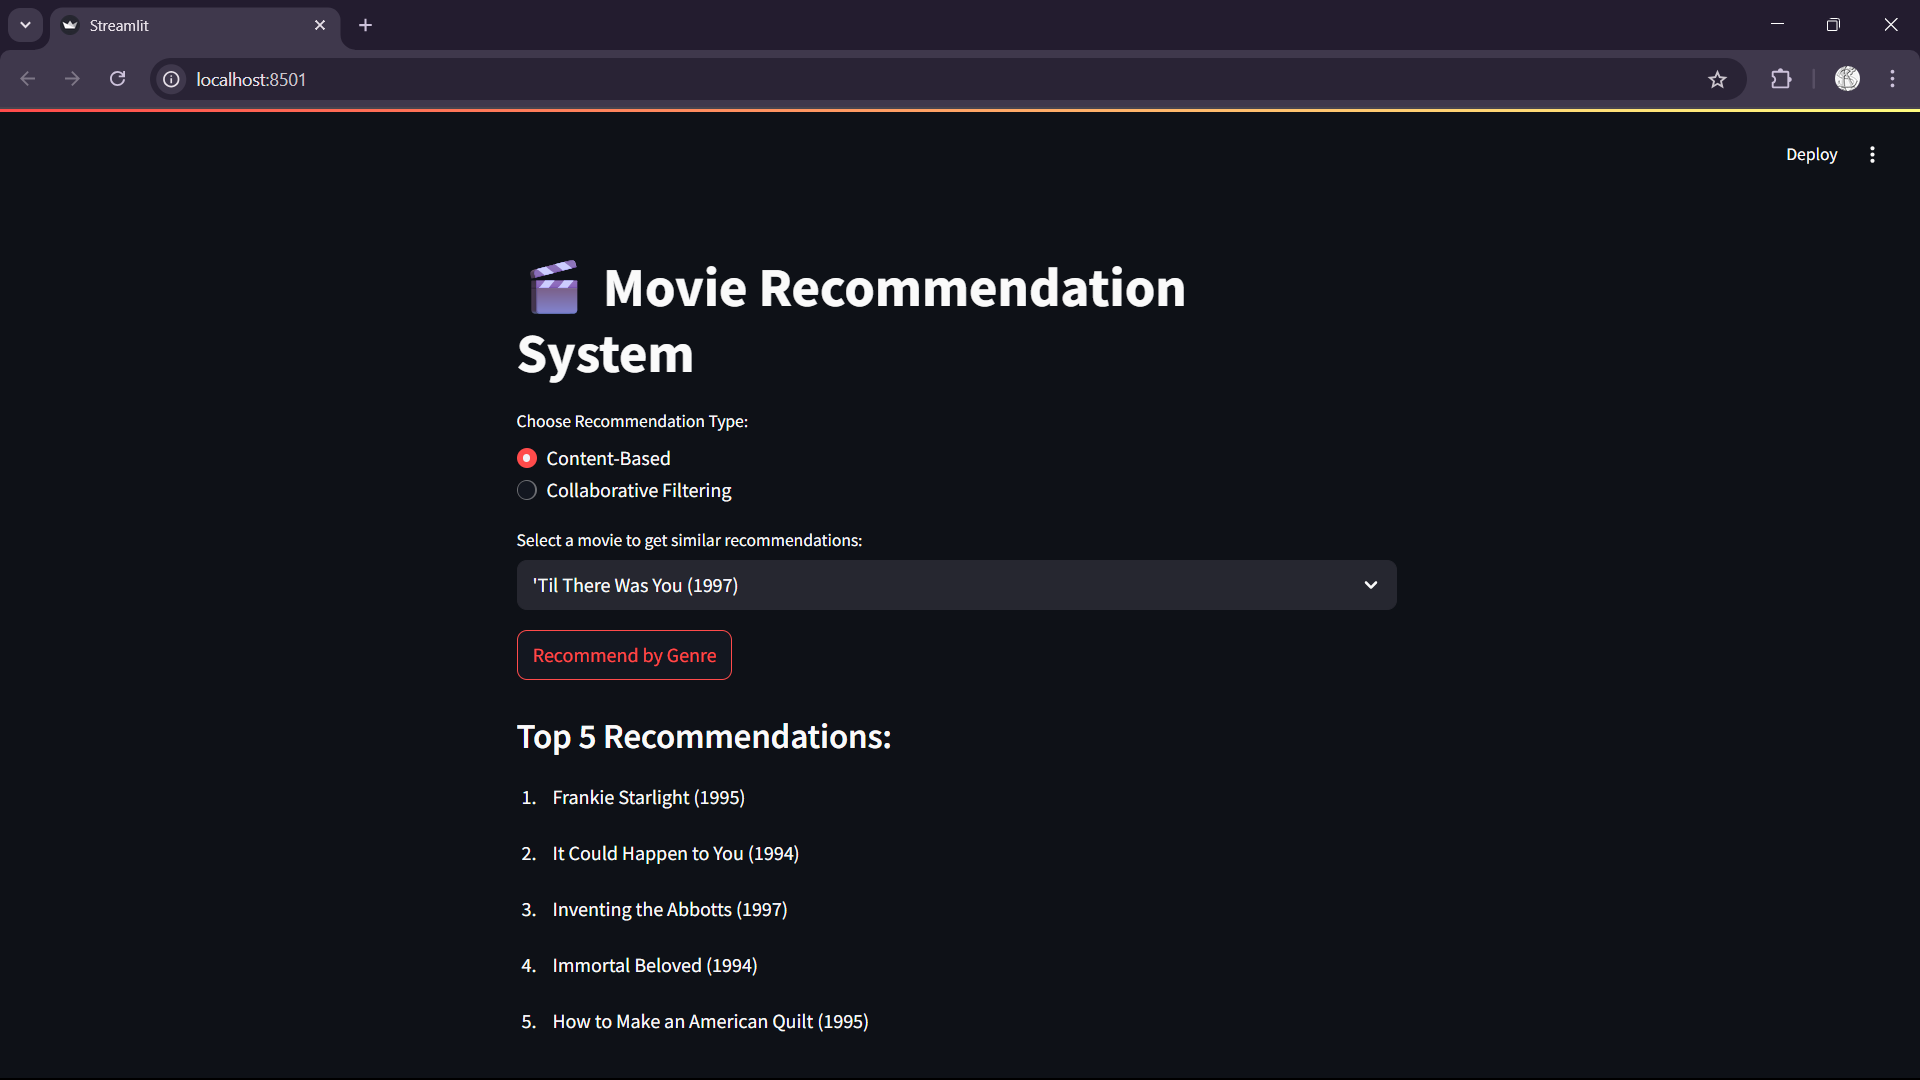 Streamlit
localhost:8501
Deploy
Movie Recommendation
System
Choose Recommendation Type:
Content-Based
Collaborative Filtering
Select a movie to get similar recommendations:
'Til There Was You (1997)
Recommend by Genre
Top 5 Recommendations:
1. Frankie Starlight (1995)
2. It Could Happen to You (1994)
3. Inventing the Abbotts (1997)
4. Immortal Beloved (1994)
5. How to Make an American Quilt (1995)